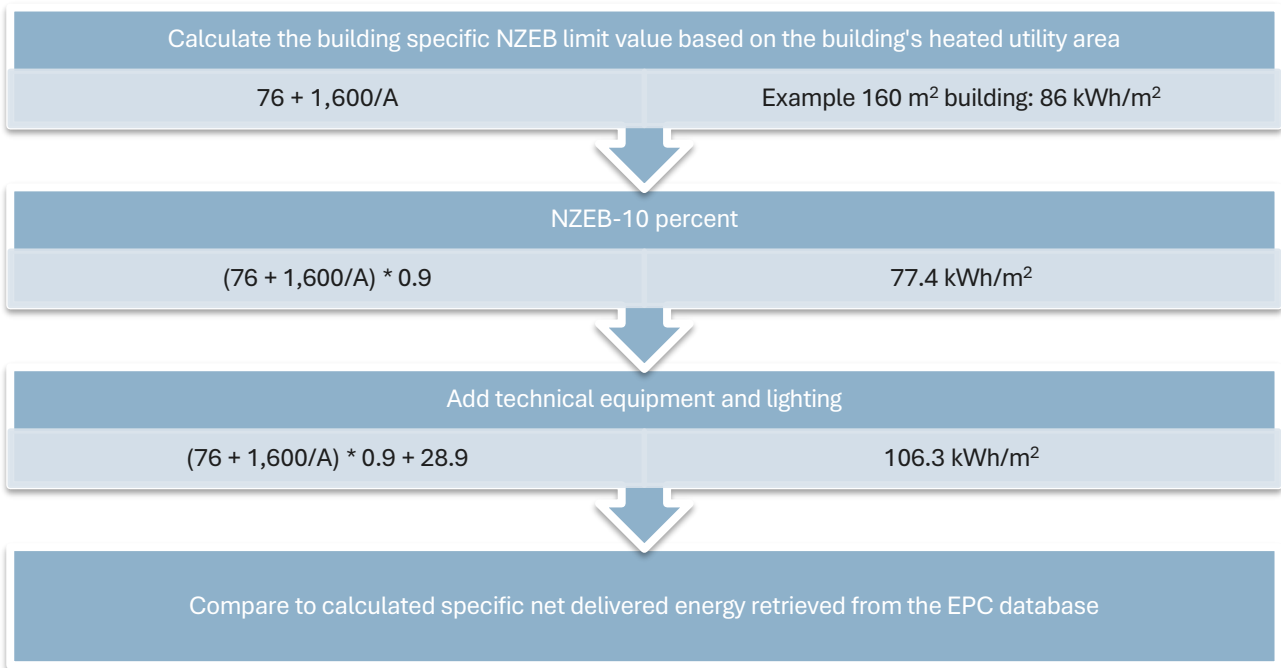 Calculate the building specific NZEB limit value based on the building's heated utility area
76 + 1,600/A
Example 160 m² building: 86 kWh/m²
NZEB-10 percent
(76 + 1,600/A) * 0.9
77.4 kWh/m²
Add technical equipment and lighting
(76 + 1,600/A) * 0.9 + 28.9
106.3 kWh/m²
Compare to calculated specific net delivered energy retrieved from the EPC database